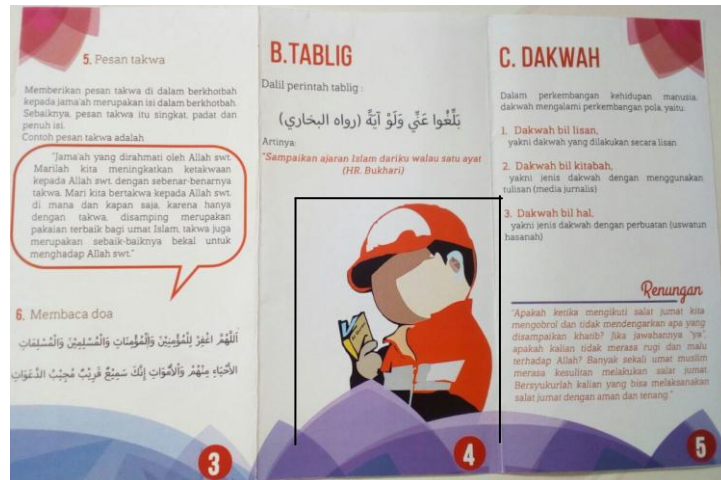 5. Pesan takwa
Memberikan pesan takwa di dalam berkhotbah
kepada jama'ah merupakan isi dalam berkhotbah.
Sebaiknya, pesan takwa itu singkat, padat dan
penuh isi.
Contoh pesan takwa adalah
"Jama'ah yang dirahmati oleh Allah swt.
Marilah kita meningkatkan ketakwaan
kepada Allah swt. dengan sebenar-benarnya
takwa. Mari kita bertakwa kepada Allah swt.
di mana dan kapan saja, karena hanya
dengan takwa, disamping merupakan
pakaian terbaik bagi umat Islam, takwa juga
merupakan sebaik-baiknya bekal untuk
menghadap Allah swt."
6. Membaca doa
اَللّٰهُمَّ اغْفِرْ لِلْمُؤْمِنِيْنَ وَالْمُؤْمِنَاتِ وَالْمُسْلِمِيْنَ وَالْمُسْلِمَاتِ
الْأَحْيَاءِ مِنْهُمْ وَالْأَمْوَاتِ إِنَّكَ سَمِيْعٌ قَرِيْبٌ مُجِيْبُ الدَّعَوَاتِ
3
B. TABLIG
Dalil perintah tablig :
بَلِّغُوا عَنِّي وَلَوْ آيَةً (رواه البخاري)
Artinya:
"Sampaikan ajaran Islam dariku walau satu ayat
(HR. Bukhari)
4
C. DAKWAH
Dalam perkembangan kehidupan manusia,
dakwah mengalami perkembangan pola, yaitu:
1. Dakwah bil lisan,
yakni dakwah yang dilakukan secara lisan
2. Dakwah bil kitabah,
yakni jenis dakwah dengan menggunakan
tulisan (media jurnalis)
3. Dakwah bil hal,
yakni jenis dakwah dengan perbuatan (uswatun
hasanah)
Renungan
"Apakah ketika mengikuti salat jumat kita
mengobrol dan tidak mendengarkan apa yang
disampaikan khatib? Jika jawabannya "ya",
apakah kalian tidak merasa rugi dan malu
terhadap Allah? Banyak sekali umat muslim
merasa kesulitan melakukan salat jumat.
Bersyukurlah kalian yang bisa melaksanakan
salat jumat dengan aman dan tenang."
5